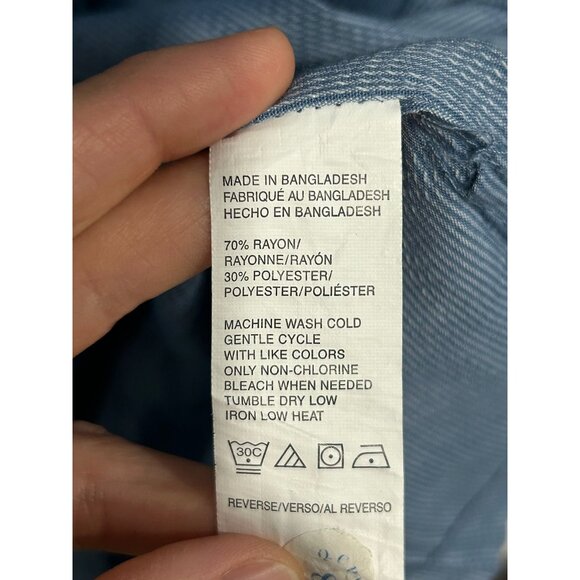 MADE IN BANGLADESH
FABRIQUÉ AU BANGLADESH
HECHO EN BANGLADESH
70% RAYON/
RAYONNE/RAYÓN
30% POLYESTER/
POLYESTER/POLIÉSTER
MACHINE WASH COLD
GENTLE CYCLE
WITH LIKE COLORS
ONLY NON-CHLORINE
BLEACH WHEN NEEDED
TUMBLE DRY LOW
IRON LOW HEAT
30C
REVERSE/VERSO/AL REVERSO